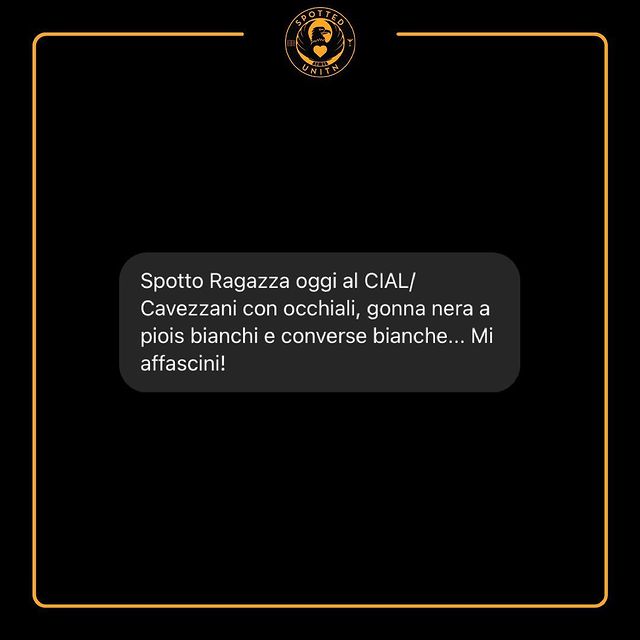 SPOTTED
UNITN
Spotto Ragazza oggi al CIAL/
Cavezzani con occhiali, gonna nera a
piois bianchi e converse bianche... Mi
affascini!